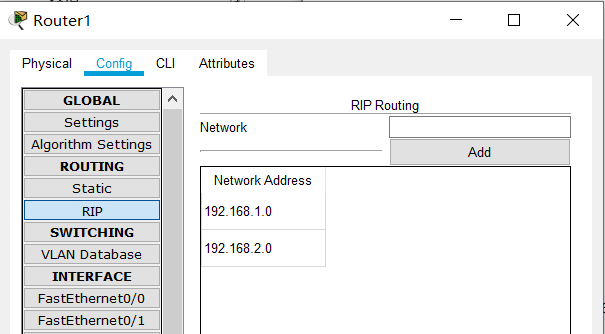 Router1
Physical Config CLI Attributes
GLOBAL
Settings
Algorithm Settings
ROUTING
Static
RIP
SWITCHING
VLAN Database
INTERFACE
FastEthernet0/0
FastEthernet0/1
RIP Routing
Network
Add
Network Address
192.168.1.0
192.168.2.0